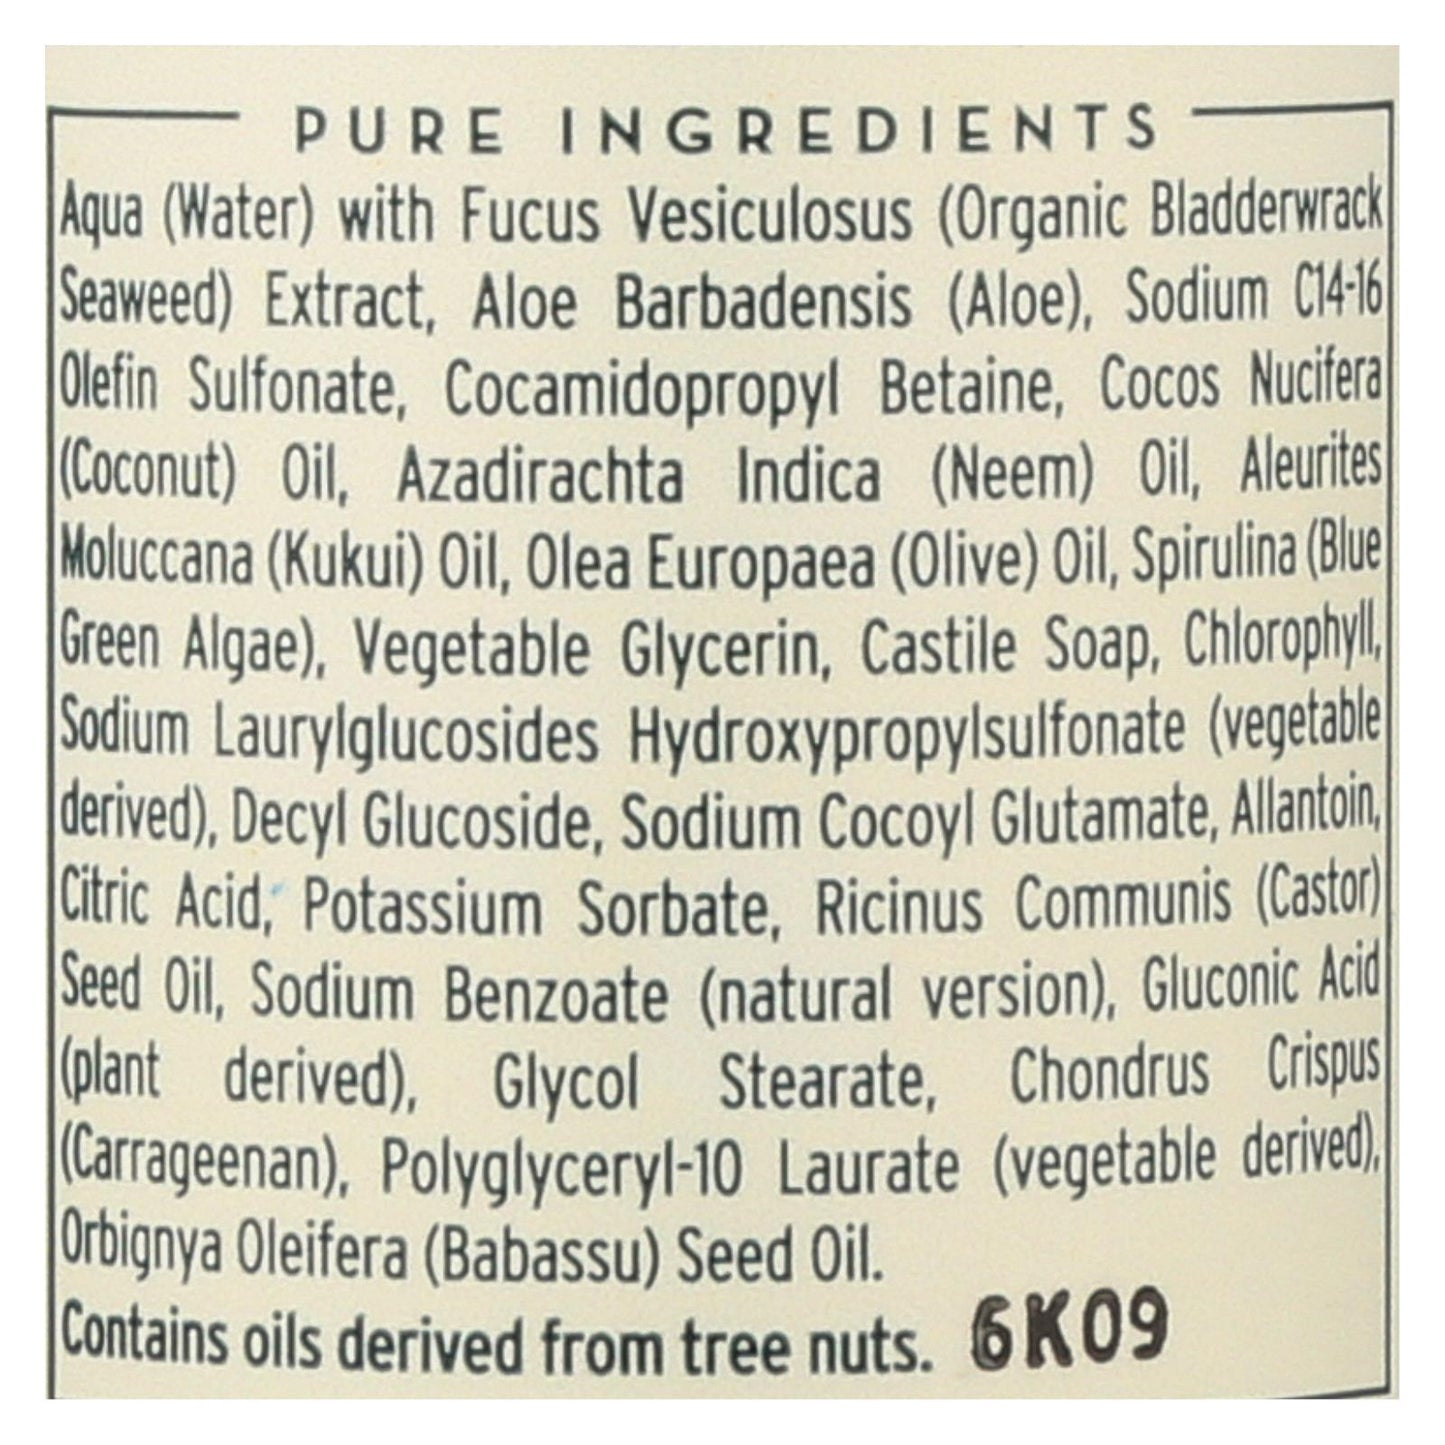 PURE INGREDIENTS
Aqua (Water) with Fucus Vesiculosus (Organic Bladderwrack
Seaweed) Extract, Aloe Barbadensis (Aloe), Sodium C14-16
Olefin Sulfonate, Cocamidopropyl Betaine, Cocos Nucifera
(Coconut) Oil, Azadirachta Indica (Neem) Oil, Aleurites
Moluccana (Kukui) Oil, Olea Europaea (Olive) Oil, Spirulina (Blue
Green Algae), Vegetable Glycerin, Castile Soap, Chlorophyll,
Sodium Laurylglucosides Hydroxypropylsulfonate (vegetable
derived), Decyl Glucoside, Sodium Cocoyl Glutamate, Allantoin,
Citric Acid, Potassium Sorbate, Ricinus Communis (Castor)
Seed Oil, Sodium Benzoate (natural version), Gluconic Acid
(plant derived), Glycol Stearate, Chondrus Crispus
(Carrageenan), Polyglyceryl-10 Laurate (vegetable derived),
Orbignya Oleifera (Babassu) Seed Oil.
Contains oils derived from tree nuts. 6K09